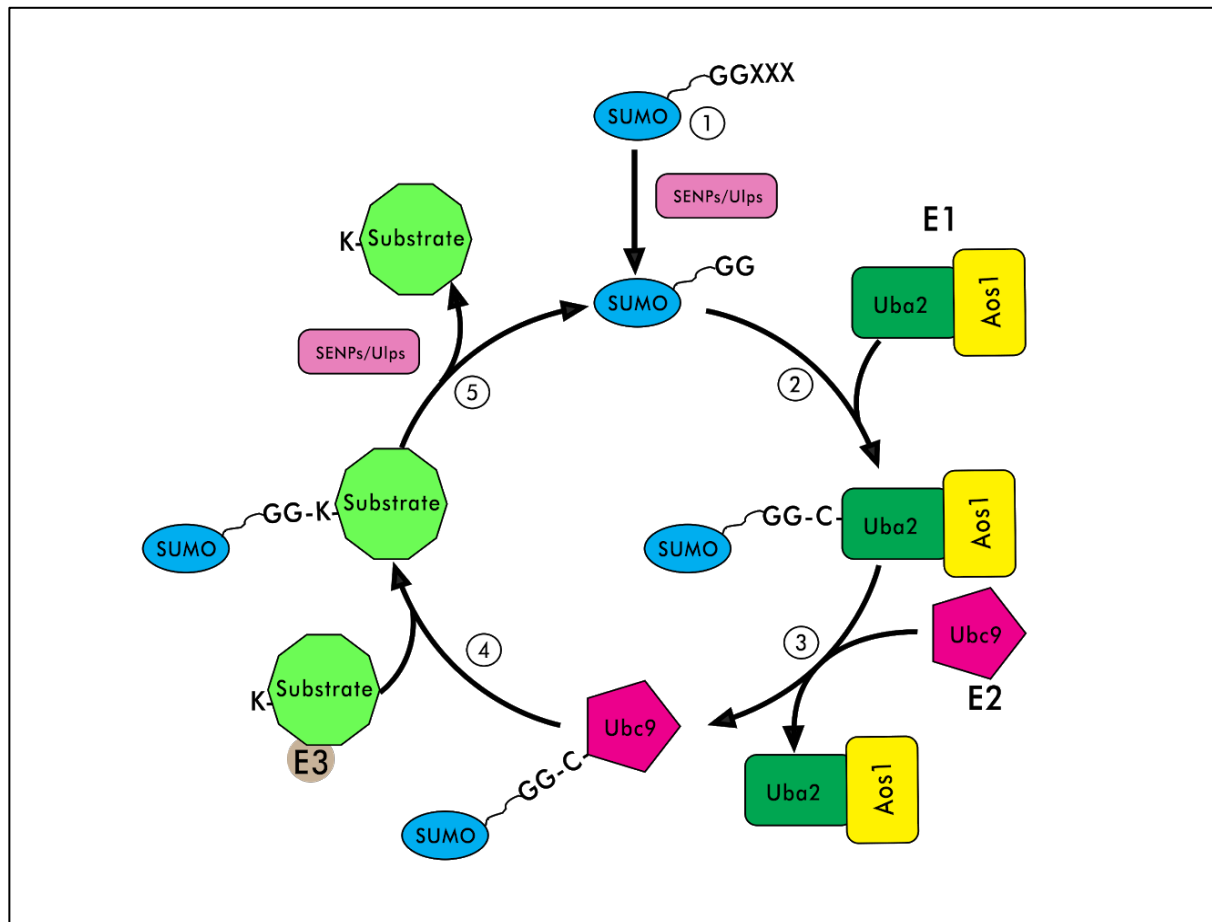 GGXXX
SUMO
1
SENPs/Ulps
K-
Substrate
E1
GG
SUMO
Uba2
Aos1
SENPs/Ulps
2
5
Substrate
GG-K-
SUMO
GG-C-
Uba2
Aos1
SUMO
3
Ubc9
E2
4
Substrate
K-
E3
Ubc9
GG-C-
SUMO
Uba2
Aos1